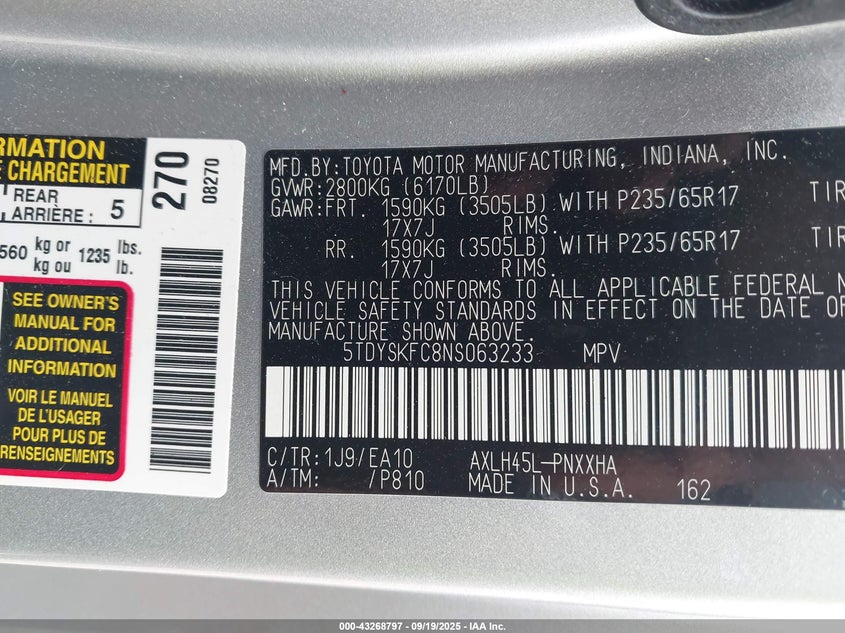 RMATION
E CHARGEMENT
REAR
ARRIÈRE : 5
560 kg or 1235 lbs.
kg ou lb.
SEE OWNER'S
MANUAL FOR
ADDITIONAL
INFORMATION
VOIR LE MANUEL
DE L'USAGER
POUR PLUS DE
RENSEIGNEMENTS
270
08270
MFD.BY:TOYOTA MOTOR MANUFACTURING, INDIANA, INC.
GVWR:2800KG (6170LB)
GAWR:FRT. 1590KG (3505LB) WITH P235/65R17 TIR
17X7J RIMS.
RR. 1590KG (3505LB) WITH P235/65R17 TIR
17X7J RIMS.
THIS VEHICLE CONFORMS TO ALL APPLICABLE FEDERAL M
VEHICLE SAFETY STANDARDS IN EFFECT ON THE DATE OF
MANUFACTURE SHOWN ABOVE.
5TDYSKFC8NS063233 MPV
C/TR:1J9/EA10 AXLH45L-PNXXHA
A/TM: /P810 MADE IN U.S.A. 162
000-43268797 - 09/19/2025 - IAA Inc.